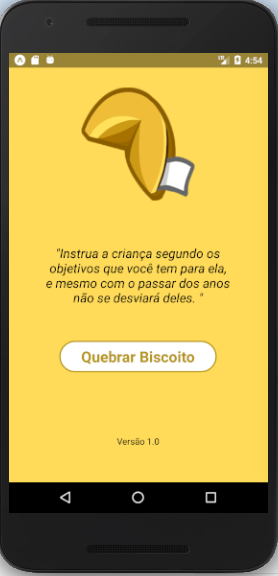 4:54
"Instrua a criança segundo os
objetivos que você tem para ela,
e mesmo com o passar dos anos
não se desviará deles. "
Quebrar Biscoito
Versão 1.0